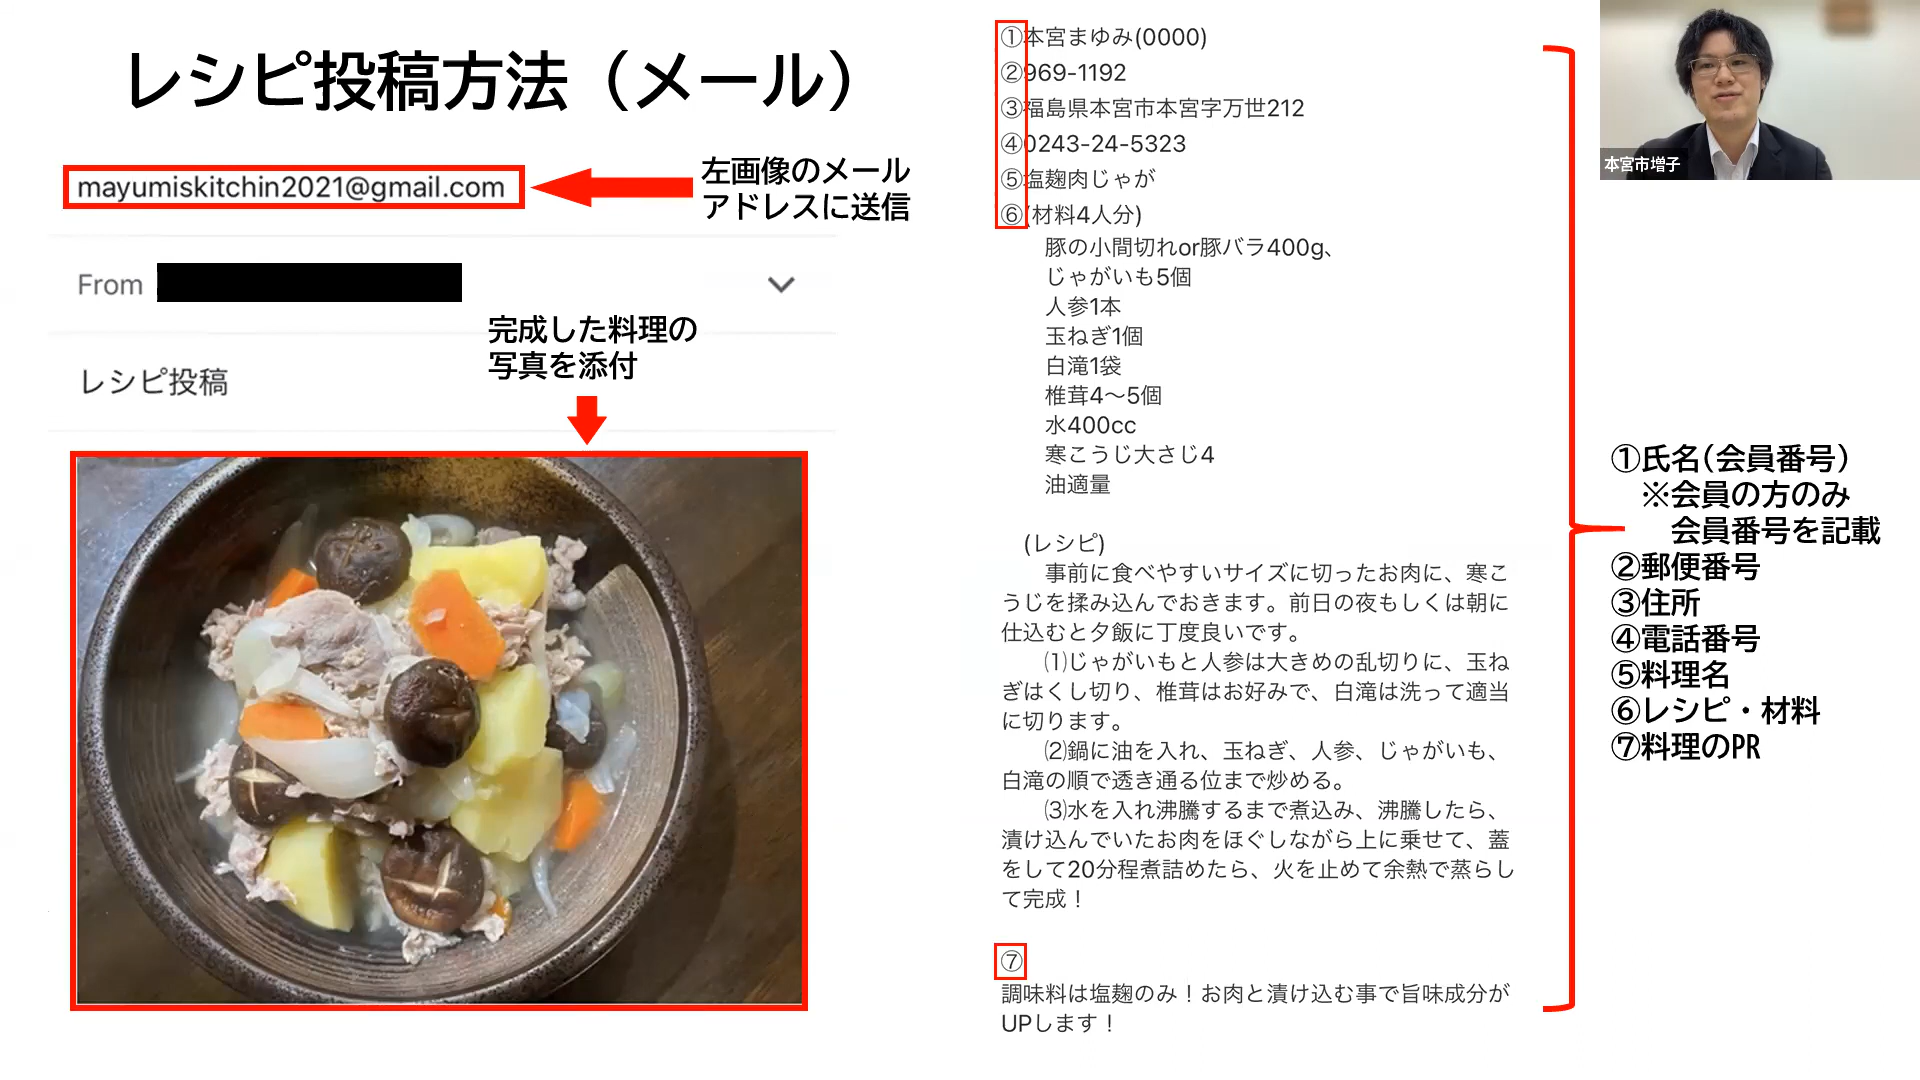 レシピ投稿方法（メール）
mayumiskitchin2021@gmail.com
左画像のメール
アドレスに送信
From
完成した料理の
写真を添付
レシピ投稿
①本宮まゆみ(0000)
②969-1192
③福島県本宮市本宮字万世212
④0243-24-5323
⑤塩麹肉じゃが
⑥(材料4人分)
豚の小間切れor豚バラ400g、
じゃがいも5個
人参1本
玉ねぎ1個
白滝1袋
椎茸4〜5個
水400cc
寒こうじ大さじ4
油適量
(レシピ)
事前に食べやすいサイズに切ったお肉に、寒こ
うじを揉み込んでおきます。前日の夜もしくは朝に
仕込むと夕飯に丁度良いです。
⑴じゃがいもと人参は大きめの乱切りに、玉ね
ぎはくし切り、椎茸はお好みで、白滝は洗って適当
に切ります。
⑵鍋に油を入れ、玉ねぎ、人参、じゃがいも、
白滝の順で透き通る位まで炒める。
⑶水を入れ沸騰するまで煮込み、沸騰したら、
漬け込んでいたお肉をほぐしながら上に乗せて、蓋
をして20分程煮詰めたら、火を止めて余熱で蒸らし
て完成！
⑦
調味料は塩麹のみ！お肉と漬け込む事で旨味成分が
UPします！
本宮市増子
①氏名(会員番号)
※会員の方のみ
会員番号を記載
②郵便番号
③住所
④電話番号
⑤料理名
⑥レシピ・材料
⑦料理のPR